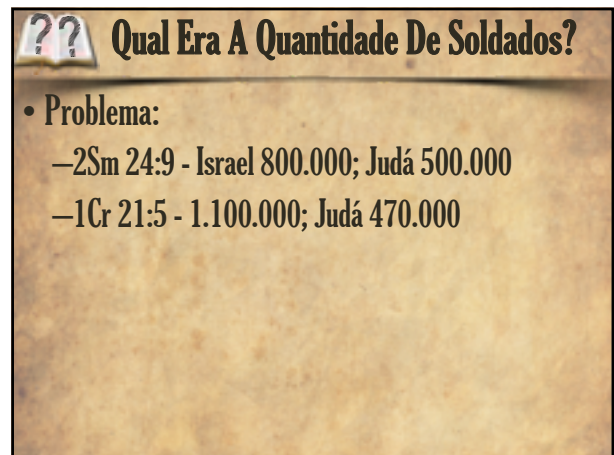 ?? Qual Era A Quantidade De Soldados?
• Problema:
–2Sm 24:9 - Israel 800.000; Judá 500.000
–1Cr 21:5 - 1.100.000; Judá 470.000